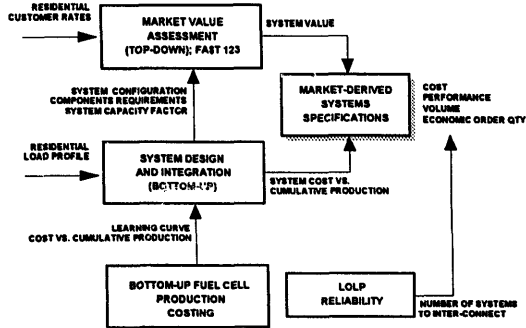 RESIDENTIAL
CUSTOMER RATES
MARKET VALUE
ASSESSMENT
(TOP-DOWN); FAST 123
SYSTEM VALUE
MARKET-DERIVED
SYSTEMS
SPECIFICATIONS
COST
PERFORMANCE
VOLUME
ECONOMIC ORDER QTY
SYSTEM CONFIGURATION
COMPONENTS REQUIREMENTS
SYSTEM CAPACITY FACTOR
RESIDENTIAL
LOAD PROFILE
SYSTEM DESIGN
AND INTEGRATION
(BOTTOM-UP)
SYSTEM COST VS.
CUMULATIVE PRODUCTION
LEARNING CURVE
COST VS. CUMULATIVE PRODUCTION
BOTTOM-UP FUEL CELL
PRODUCTION
COSTING
LOLP
RELIABILITY
NUMBER OF SYSTEMS
TO INTER-CONNECT